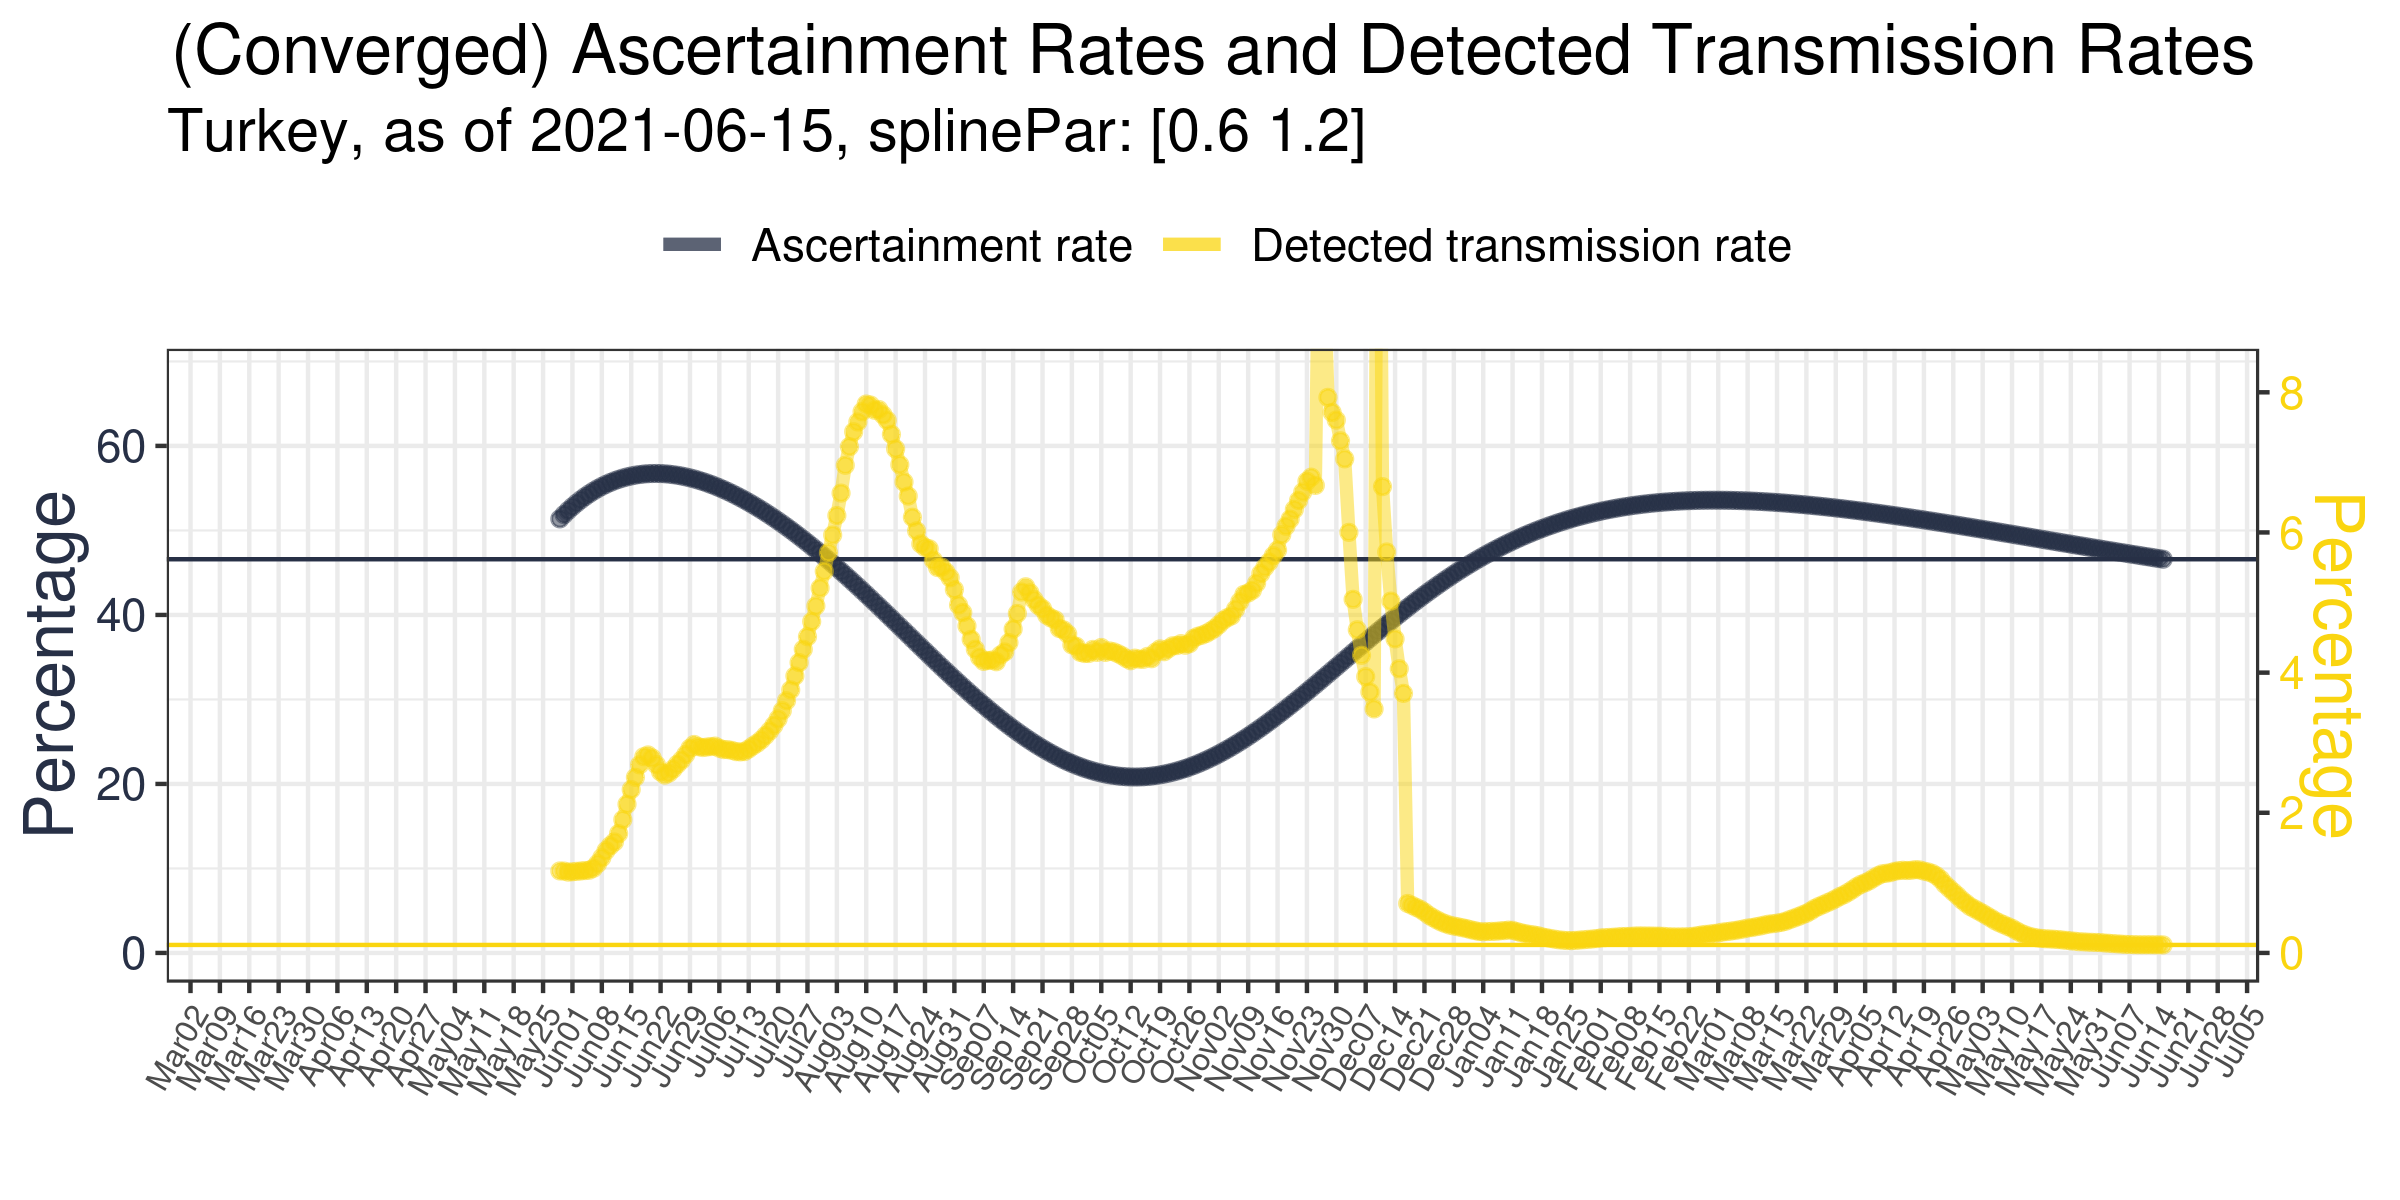 (Converged) Ascertainment Rates and Detected Transmission Rates
Turkey, as of 2021-06-15, splinePar: [0.6 1.2]
Ascertainment rate
Detected transmission rate
Percentage
60
40
20
0
8
6
4
2
0
Percentage
Mar02
Mar09
Mar16
Mar23
Mar30
Apr06
Apr13
Apr20
Apr27
May04
May11
May18
May25
Jun01
Jun08
Jun15
Jun22
Jun29
Jul06
Jul13
Jul20
Jul27
Aug03
Aug10
Aug17
Aug24
Aug31
Sep07
Sep14
Sep21
Sep28
Oct05
Oct12
Oct19
Oct26
Nov02
Nov09
Nov16
Nov23
Nov30
Dec07
Dec14
Dec21
Dec28
Jan04
Jan11
Jan18
Jan25
Feb01
Feb08
Feb15
Feb22
Mar01
Mar08
Mar15
Mar22
Mar29
Apr05
Apr12
Apr19
Apr26
May03
May10
May17
May24
May31
Jun07
Jun14
Jun21
Jun28
Jul05